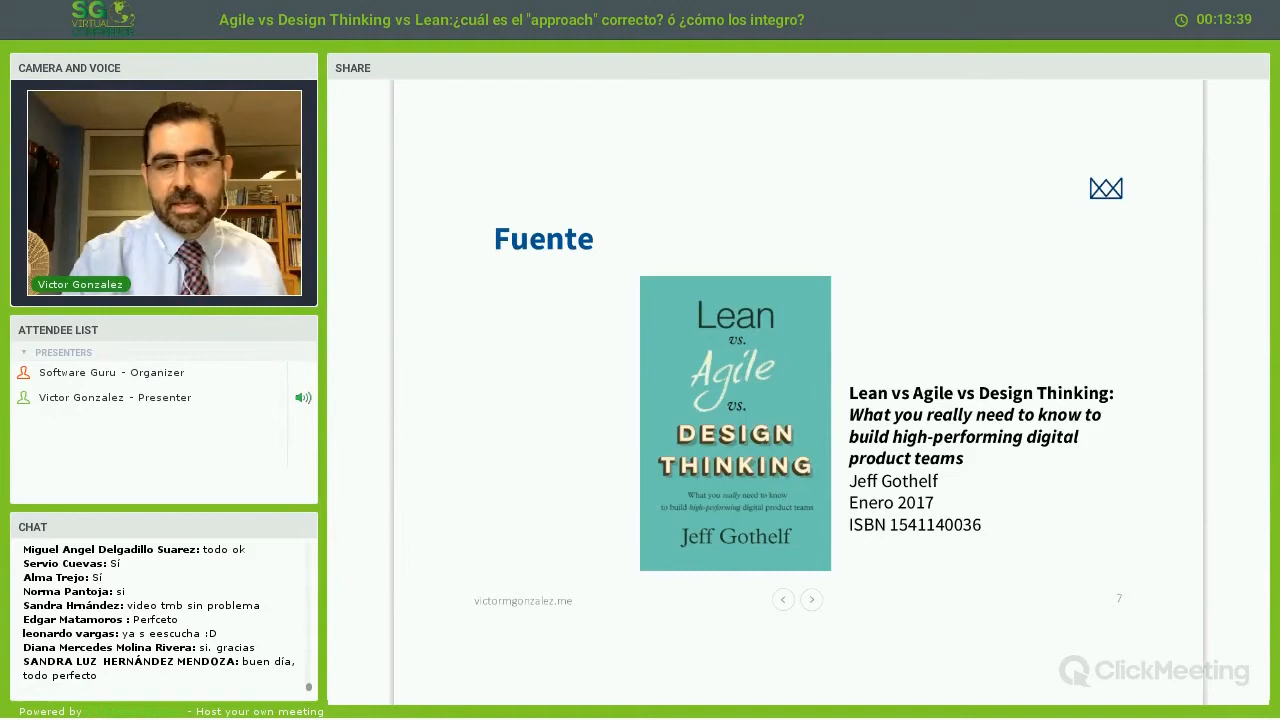 SG
VIRTUAL
CONFERENCE
Agile vs Design Thinking vs Lean:¿cuál es el "approach" correcto? ó ¿cómo los integro?
00:13:39
CAMERA AND VOICE
Victor Gonzalez
ATTENDEE LIST
PRESENTERS
Software Guru - Organizer
Victor Gonzalez - Presenter
CHAT
Miguel Angel Delgadillo Suarez: todo ok
Servio Cuevas: Sí
Alma Trejo: Sí
Norma Pantoja: si
Sandra Hrnández: video tmb sin problema
Edgar Matamoros : Perfceto
leonardo vargas: ya s eescucha :D
Diana Mercedes Molina Rivera: si. gracias
SANDRA LUZ HERNÁNDEZ MENDOZA: buen día,
todo perfecto
Powered by - Host your own meeting
SHARE
Fuente
Lean
vs.
Agile
vs.
DESIGN
THINKING
What you really need to know
to build high-performing digital product teams
Jeff Gothelf
Lean vs Agile vs Design Thinking:
What you really need to know to
build high-performing digital
product teams
Jeff Gothelf
Enero 2017
ISBN 1541140036
victormgonzalez.me
7
ClickMeeting